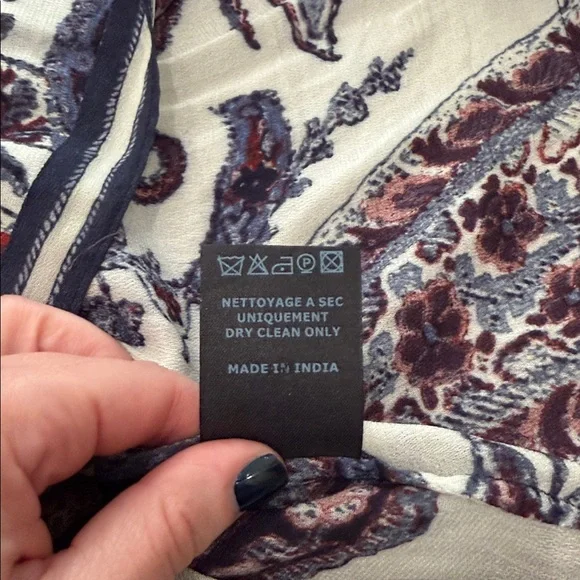 NETTOYAGE A SEC
UNIQUEMENT
DRY CLEAN ONLY
MADE IN INDIA